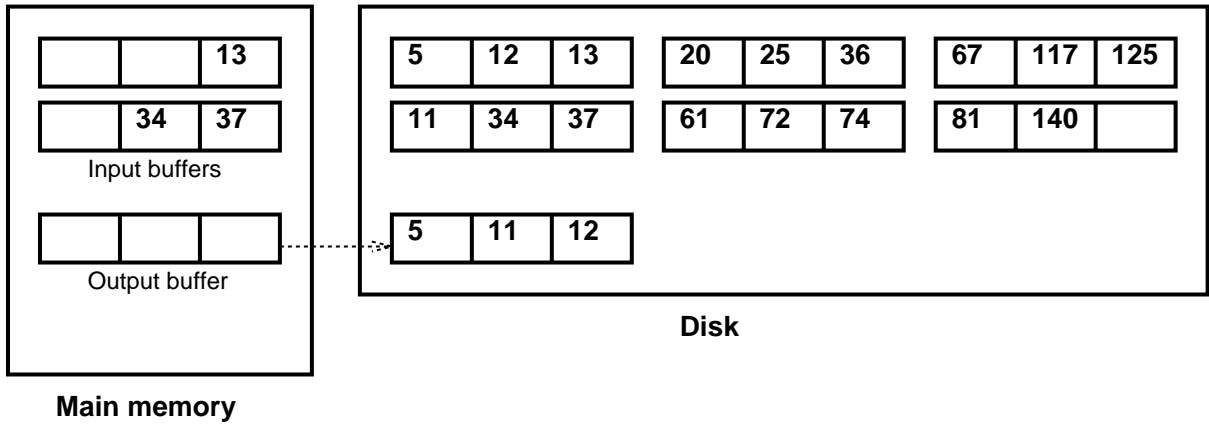 13
5 12 13 20 25 36 67 117 125
34 37
11 34 37 61 72 74 81 140
Input buffers
5 11 12
Output buffer
Disk
Main memory